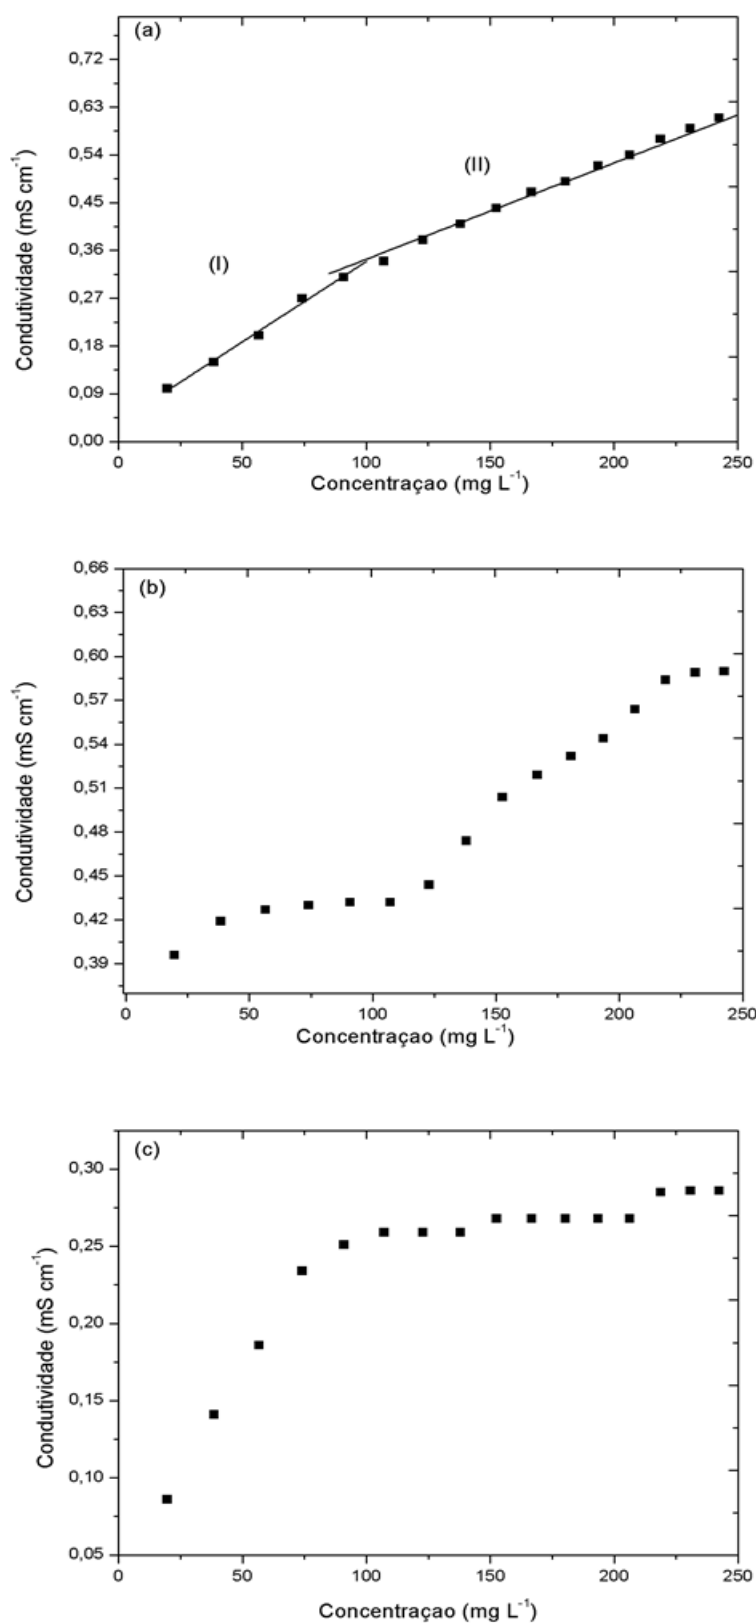 (a)
Condutividade (mS cm⁻¹)
0,72
0,63
0,54
0,45
0,36
0,27
0,18
0,09
0,00
(I)
(II)
0 50 100 150 200 250
Concentraçao (mg L⁻¹)
(b)
Condutividade (mS cm⁻¹)
0,66
0,63
0,60
0,57
0,54
0,51
0,48
0,45
0,42
0,39
0 50 100 150 200 250
Concentraçao (mg L⁻¹)
(c)
Condutividade (mS cm⁻¹)
0,30
0,25
0,20
0,15
0,10
0,05
0 50 100 150 200 250
Concentraçao (mg L⁻¹)